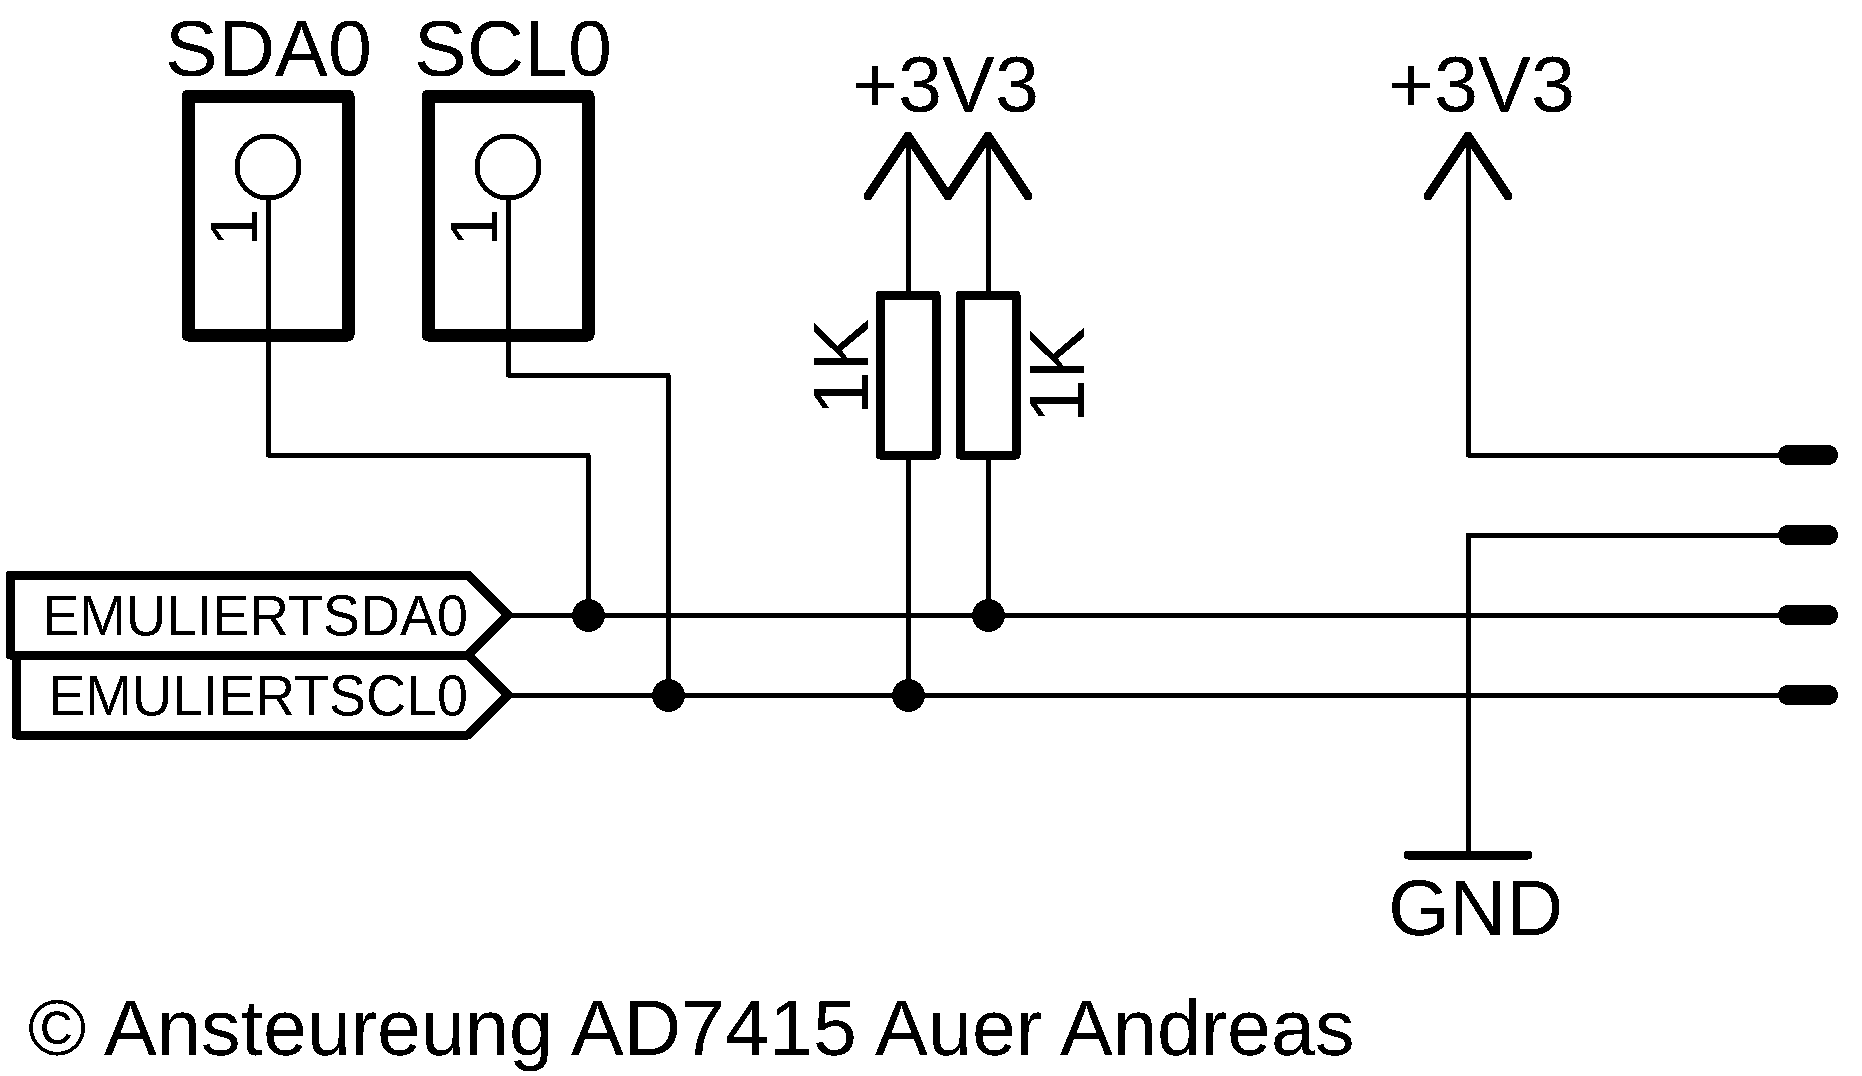 SDA0 SCL0
+3V3 +3V3
1 1
1K 1K
EMULIERTSDA0
EMULIERTSCL0
GND
© Ansteureung AD7415 Auer Andreas